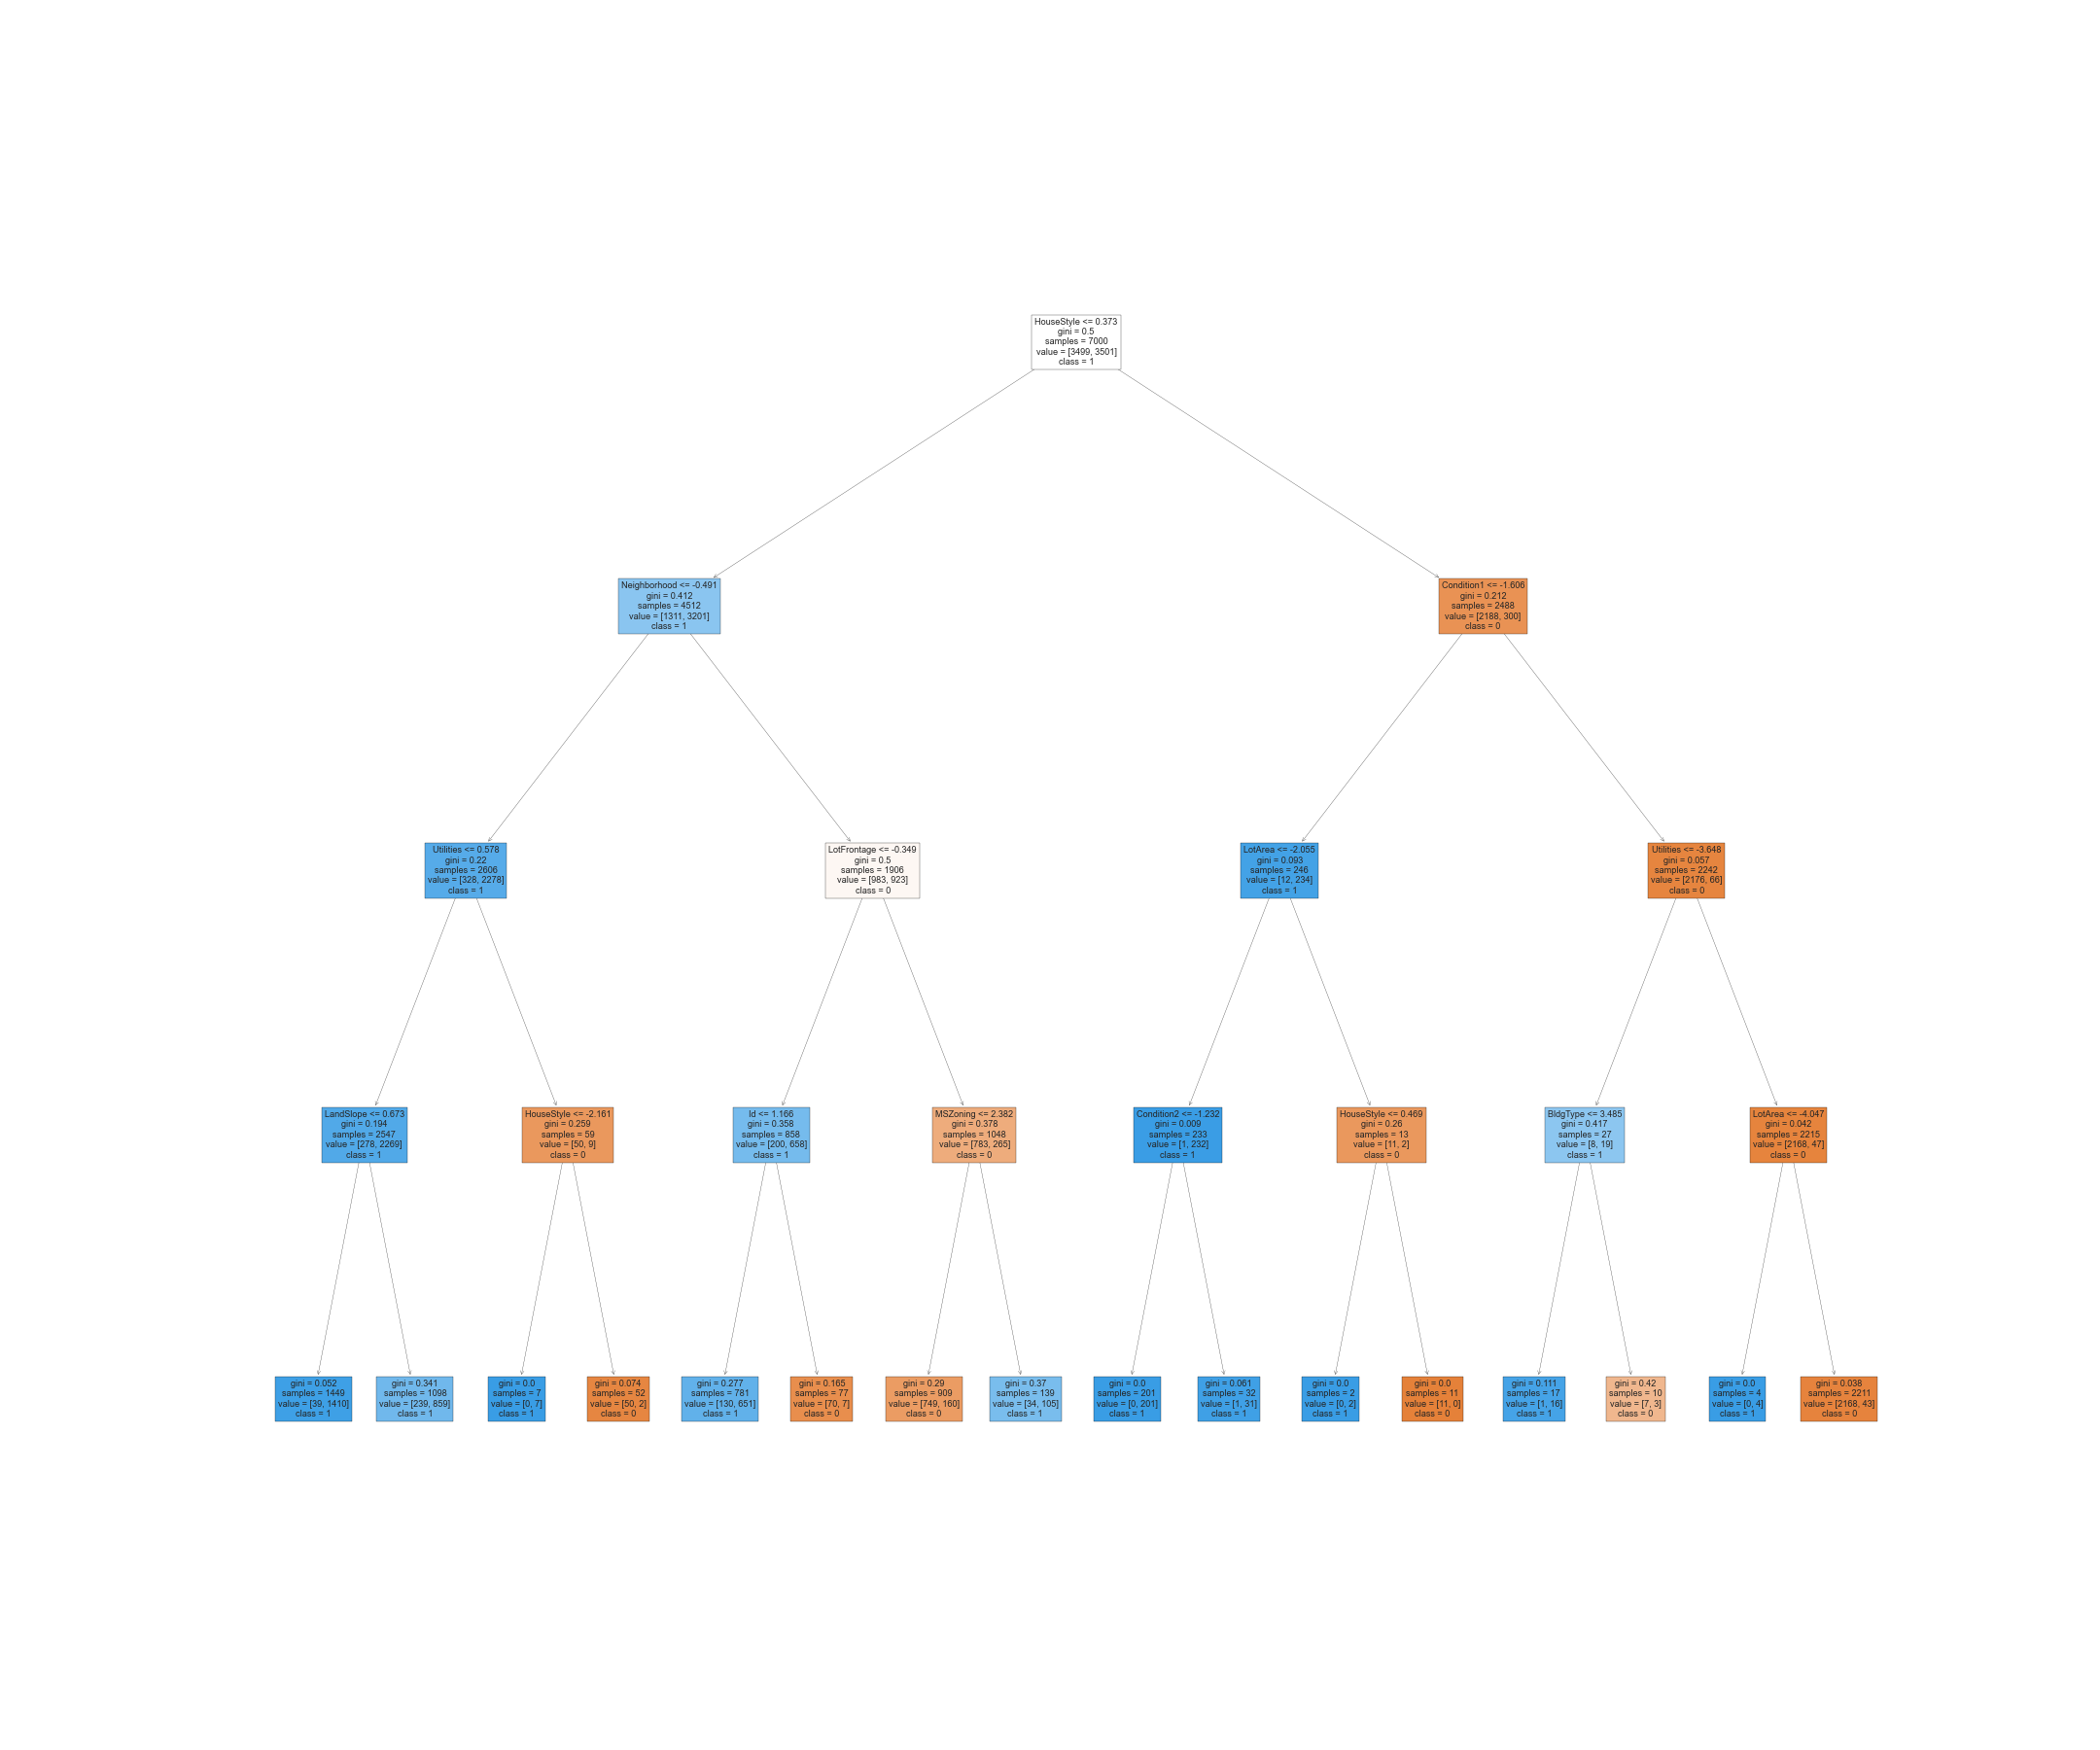 HouseStyle <= 0.373
gini = 0.5
samples = 7000
value = [3499, 3501]
class = 1
Neighborhood <= -0.491
gini = 0.412
samples = 4512
value = [1311, 3201]
class = 1
Condition1 <= -1.606
gini = 0.212
samples = 2488
value = [2188, 300]
class = 0
Utilities <= 0.578
gini = 0.22
samples = 2606
value = [328, 2278]
class = 1
LotFrontage <= -0.349
gini = 0.5
samples = 1906
value = [983, 923]
class = 0
LotArea <= -2.055
gini = 0.093
samples = 246
value = [12, 234]
class = 1
Utilities <= -3.648
gini = 0.057
samples = 2242
value = [2176, 66]
class = 0
LandSlope <= 0.673
gini = 0.194
samples = 2547
value = [278, 2269]
class = 1
HouseStyle <= -2.161
gini = 0.259
samples = 59
value = [50, 9]
class = 0
Id <= 1.166
gini = 0.358
samples = 858
value = [200, 658]
class = 1
MSZoning <= 2.382
gini = 0.378
samples = 1048
value = [783, 265]
class = 0
Condition2 <= -1.232
gini = 0.009
samples = 233
value = [1, 232]
class = 1
HouseStyle <= 0.469
gini = 0.26
samples = 13
value = [11, 2]
class = 0
BldgType <= 3.485
gini = 0.417
samples = 27
value = [8, 19]
class = 1
LotArea <= -4.047
gini = 0.042
samples = 2215
value = [2168, 47]
class = 0
gini = 0.052
samples = 1449
value = [39, 1410]
class = 1
gini = 0.341
samples = 1098
value = [239, 859]
class = 1
gini = 0.0
samples = 7
value = [0, 7]
class = 1
gini = 0.074
samples = 52
value = [50, 2]
class = 0
gini = 0.277
samples = 781
value = [130, 651]
class = 1
gini = 0.165
samples = 77
value = [70, 7]
class = 0
gini = 0.29
samples = 909
value = [749, 160]
class = 0
gini = 0.37
samples = 139
value = [34, 105]
class = 1
gini = 0.0
samples = 201
value = [0, 201]
class = 1
gini = 0.061
samples = 32
value = [1, 31]
class = 1
gini = 0.0
samples = 2
value = [0, 2]
class = 1
gini = 0.0
samples = 11
value = [11, 0]
class = 0
gini = 0.111
samples = 17
value = [1, 16]
class = 1
gini = 0.42
samples = 10
value = [7, 3]
class = 0
gini = 0.0
samples = 4
value = [0, 4]
class = 1
gini = 0.038
samples = 2211
value = [2168, 43]
class = 0